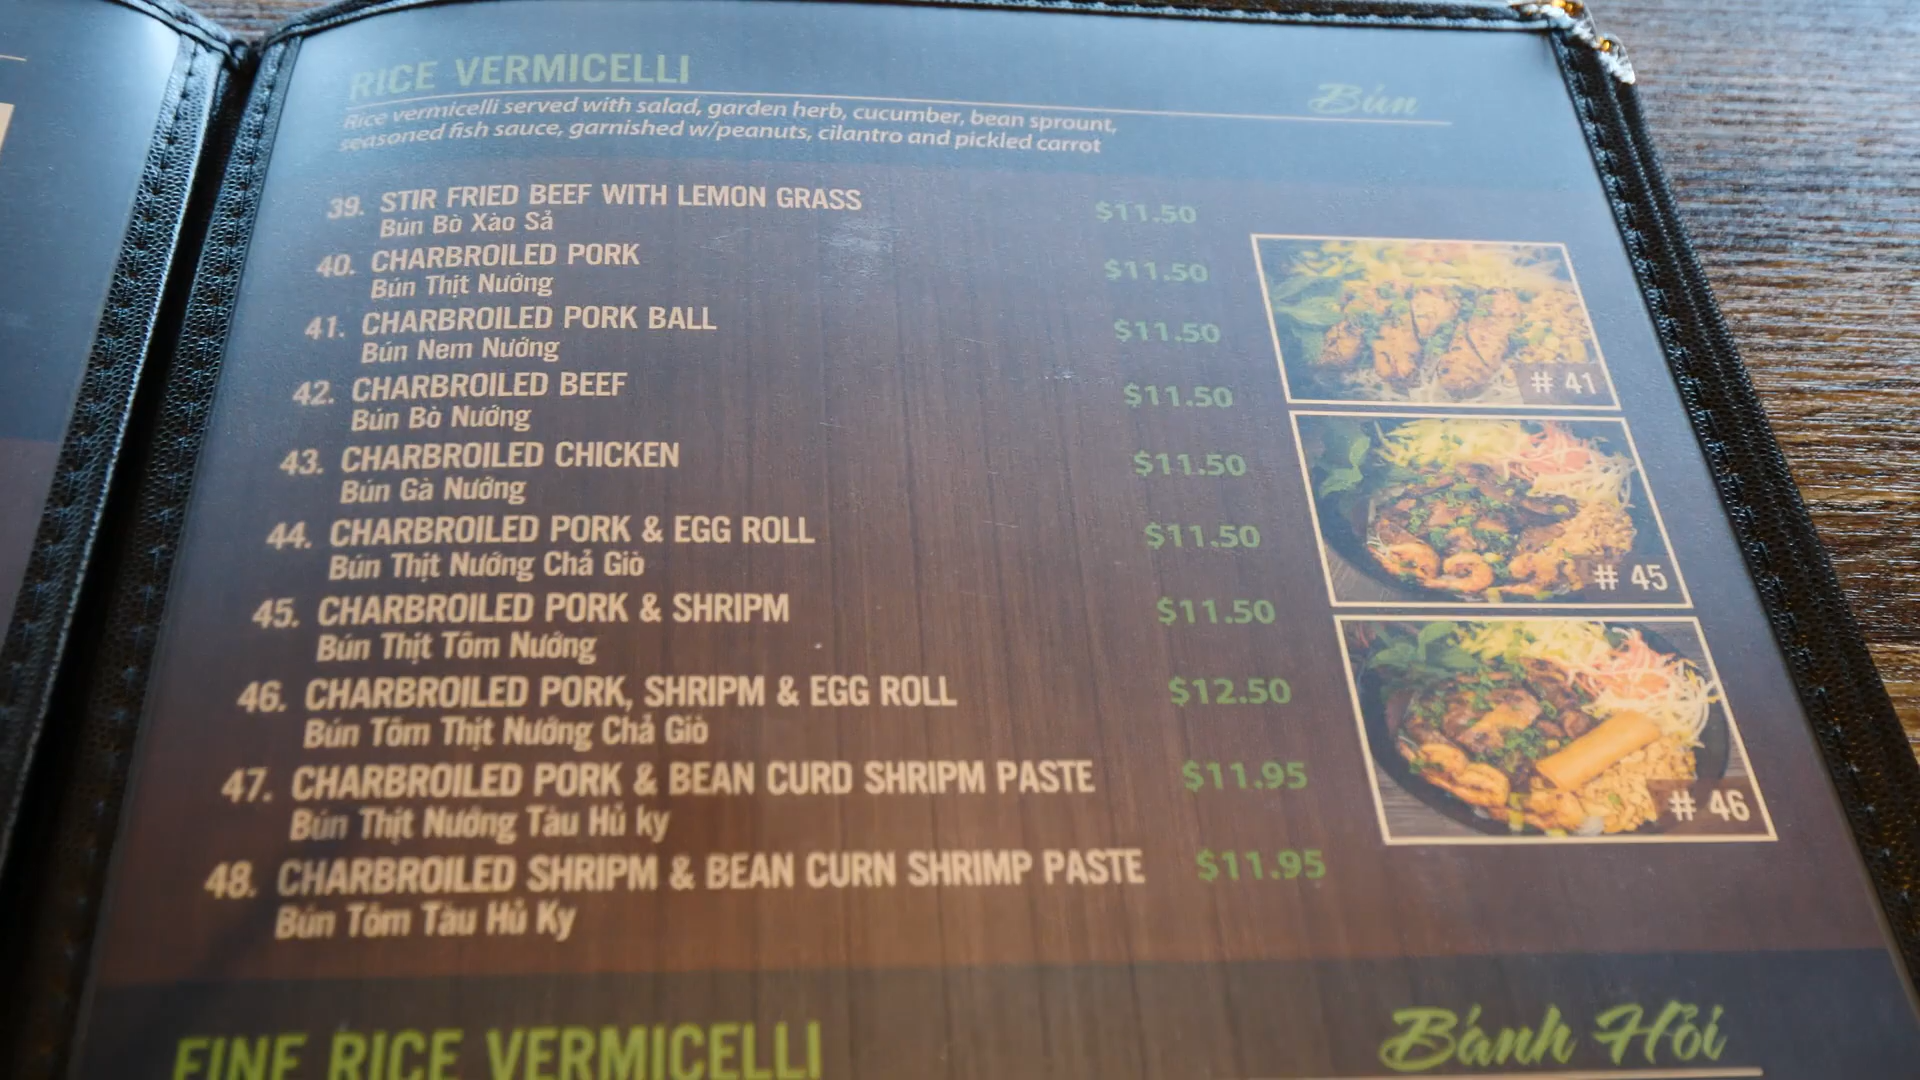 RICE VERMICELLI
Bún
Rice vermicelli served with salad, garden herb, cucumber, bean sprount,
seasoned fish sauce, garnished w/peanuts, cilantro and pickled carrot
39. STIR FRIED BEEF WITH LEMON GRASS $11.50
Bún Bò Xào Sả
40. CHARBROILED PORK $11.50
Bún Thịt Nướng
41. CHARBROILED PORK BALL $11.50
Bún Nem Nướng
42. CHARBROILED BEEF $11.50
Bún Bò Nướng
43. CHARBROILED CHICKEN $11.50
Bún Gà Nướng
44. CHARBROILED PORK & EGG ROLL $11.50
Bún Thịt Nướng Chả Giò
45. CHARBROILED PORK & SHRIPM $11.50
Bún Thịt Tôm Nướng
46. CHARBROILED PORK, SHRIPM & EGG ROLL $12.50
Bún Tôm Thịt Nướng Chả Giò
47. CHARBROILED PORK & BEAN CURD SHRIPM PASTE $11.95
Bún Thịt Nướng Tàu Hủ ky
48. CHARBROILED SHRIPM & BEAN CURN SHRIMP PASTE $11.95
Bún Tôm Tàu Hủ Ky
# 41
# 45
# 46
FINE RICE VERMICELLI
Bánh Hỏi